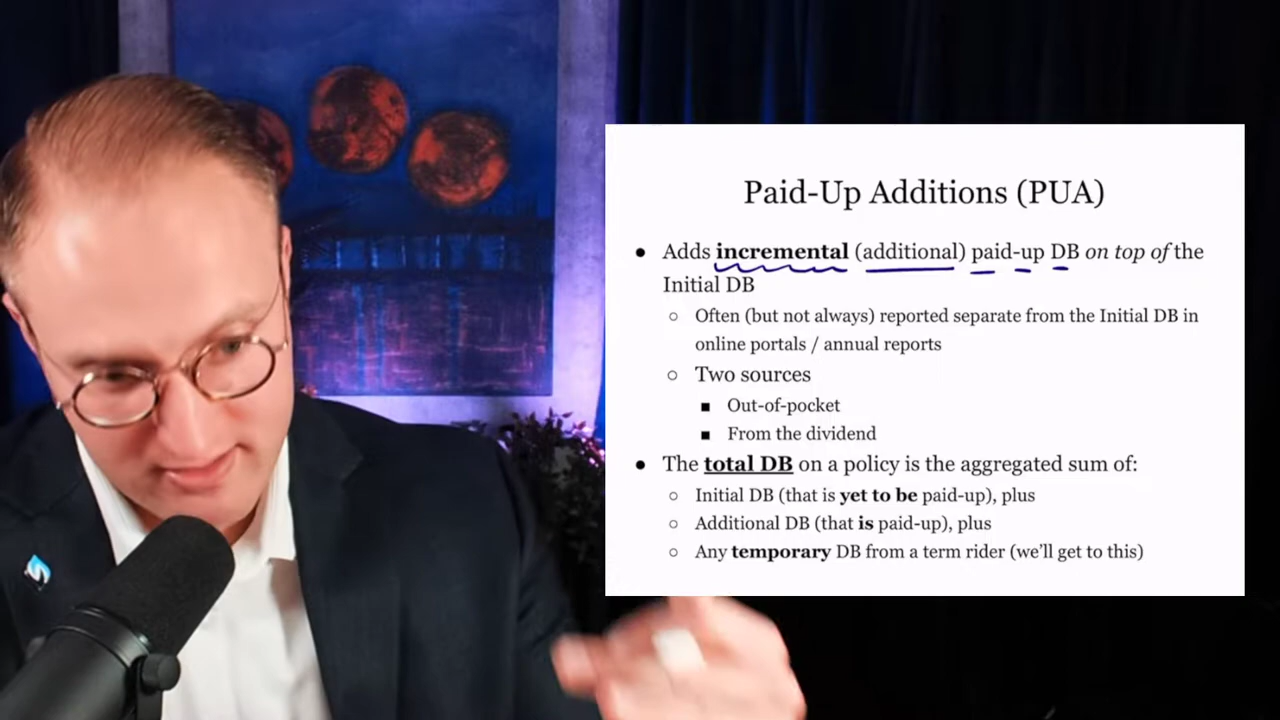 Paid-Up Additions (PUA)
● Adds incremental (additional) paid-up DB on top of the
Initial DB
○ Often (but not always) reported separate from the Initial DB in
online portals / annual reports
○ Two sources
■ Out-of-pocket
■ From the dividend
● The total DB on a policy is the aggregated sum of:
○ Initial DB (that is yet to be paid-up), plus
○ Additional DB (that is paid-up), plus
○ Any temporary DB from a term rider (we'll get to this)